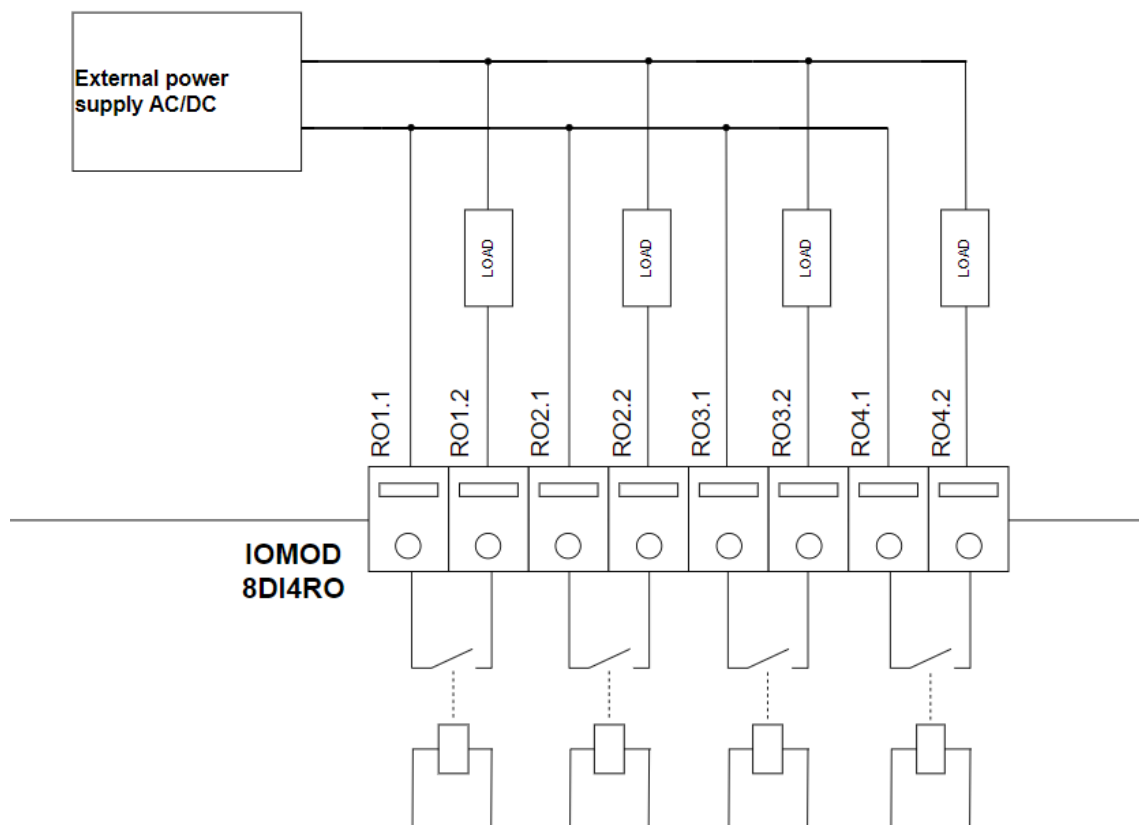 External power
supply AC/DC
LOAD
LOAD
LOAD
LOAD
RO1.1
RO1.2
RO2.1
RO2.2
RO3.1
RO3.2
RO4.1
RO4.2
IOMOD
8DI4RO